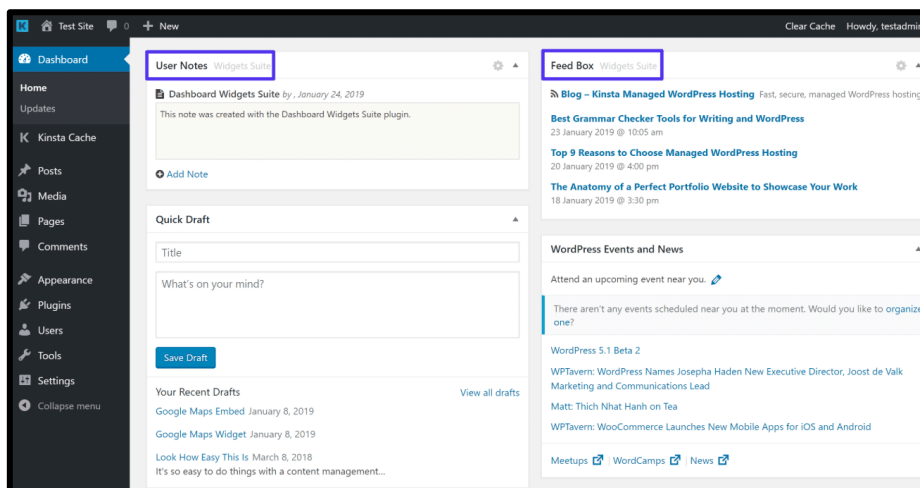 Test Site
0
New
Clear Cache
Howdy, testadmin
Dashboard
Home
Updates
Kinsta Cache
Posts
Media
Pages
Comments
Appearance
Plugins
Users
Tools
Settings
Collapse menu
User Notes Widgets Suite
Dashboard Widgets Suite by , January 24, 2019
This note was created with the Dashboard Widgets Suite plugin.
Add Note
Quick Draft
Title
What's on your mind?
Save Draft
Your Recent Drafts
View all drafts
Google Maps Embed January 8, 2019
Google Maps Widget January 8, 2019
Look How Easy This Is March 8, 2018
It's so easy to do things with a content management...
Feed Box Widgets Suite
Blog – Kinsta Managed WordPress Hosting Fast, secure, managed WordPress hosting
Best Grammar Checker Tools for Writing and WordPress
23 January 2019 @ 10:05 am
Top 9 Reasons to Choose Managed WordPress Hosting
20 January 2019 @ 4:00 pm
The Anatomy of a Perfect Portfolio Website to Showcase Your Work
18 January 2019 @ 3:30 pm
WordPress Events and News
Attend an upcoming event near you.
There aren't any events scheduled near you at the moment. Would you like to organize
one?
WordPress 5.1 Beta 2
WPTavern: WordPress Names Josepha Haden New Executive Director, Joost de Valk
Marketing and Communications Lead
Matt: Thich Nhat Hanh on Tea
WPTavern: WooCommerce Launches New Mobile Apps for iOS and Android
Meetups | WordCamps | News